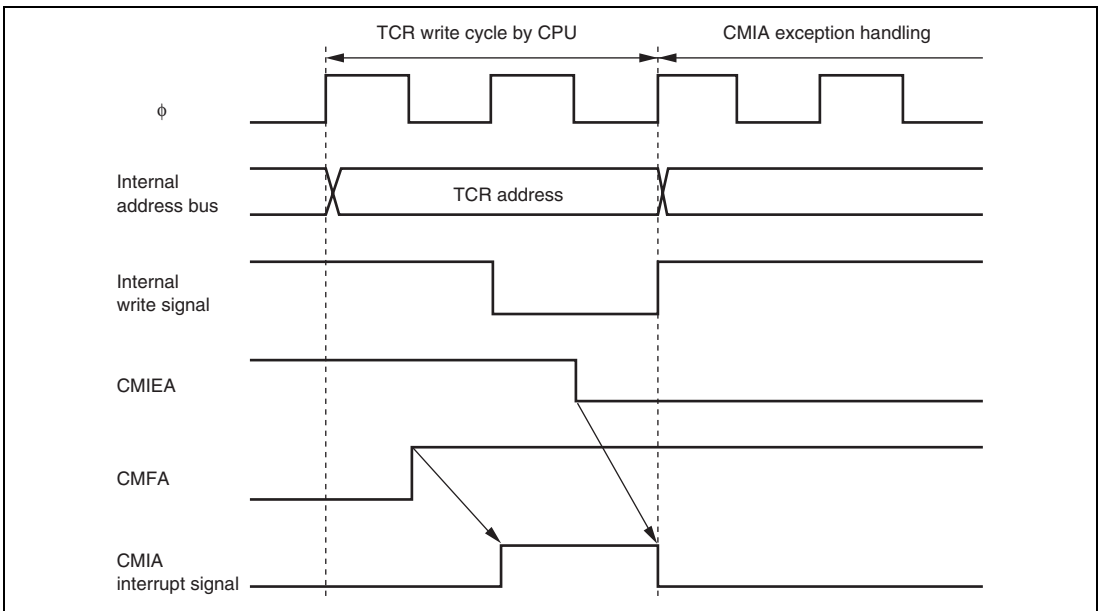 TCR write cycle by CPU
CMIA exception handling
ϕ
Internal
address bus
TCR address
Internal
write signal
CMIEA
CMFA
CMIA
interrupt signal